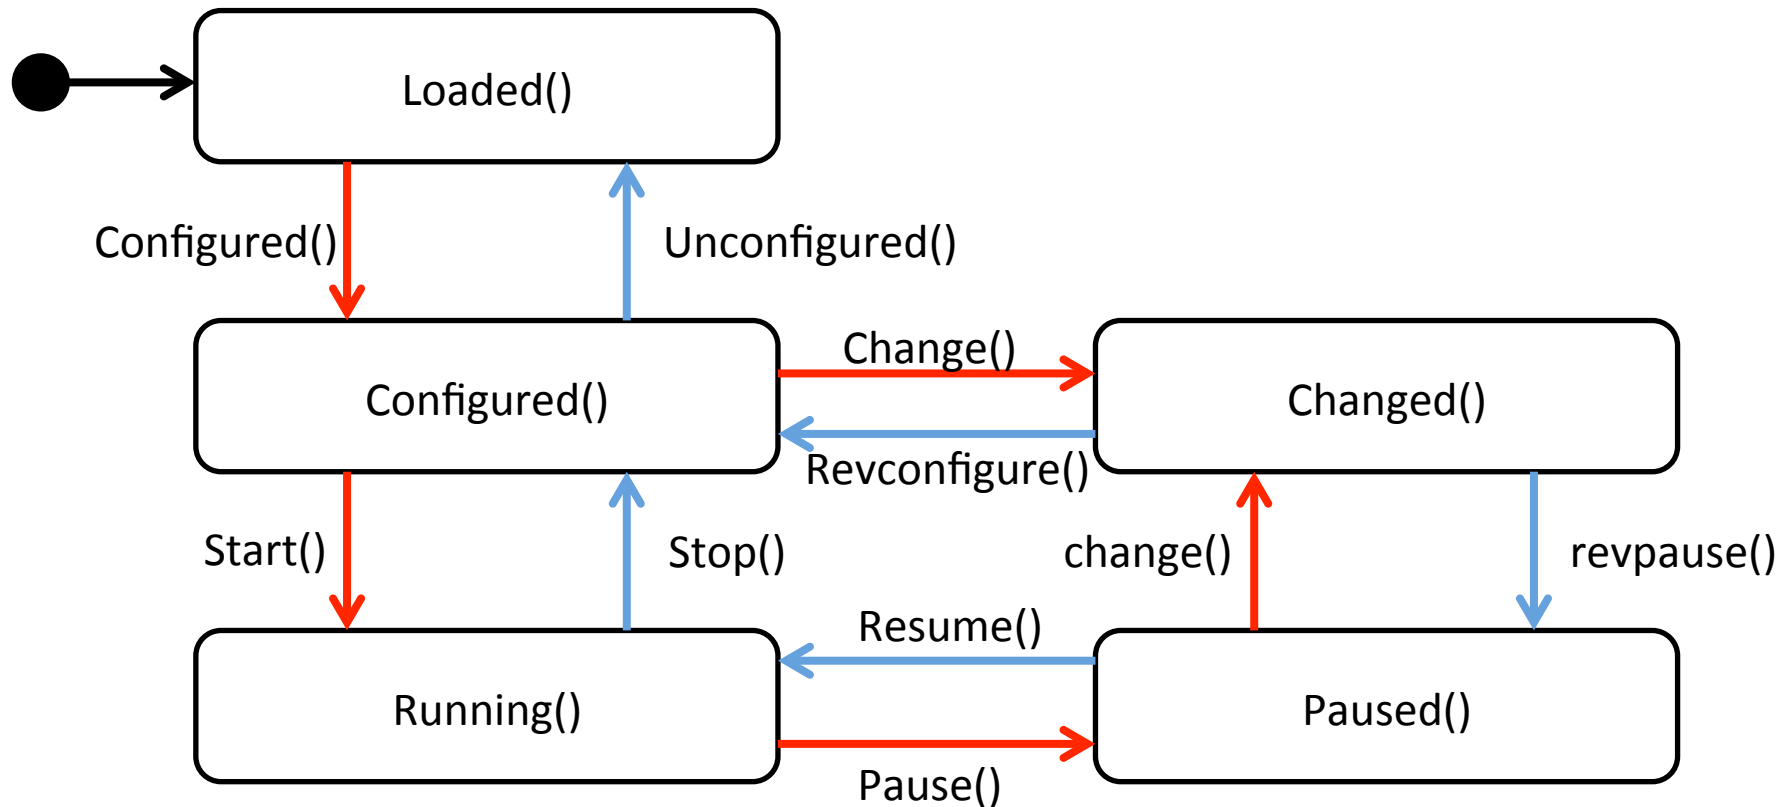 Loaded()
Configured()
Unconfigured()
Change()
Configured()
Changed()
Revconfigure()
Start()
Stop()
change()
revpause()
Resume()
Running()
Paused()
Pause()